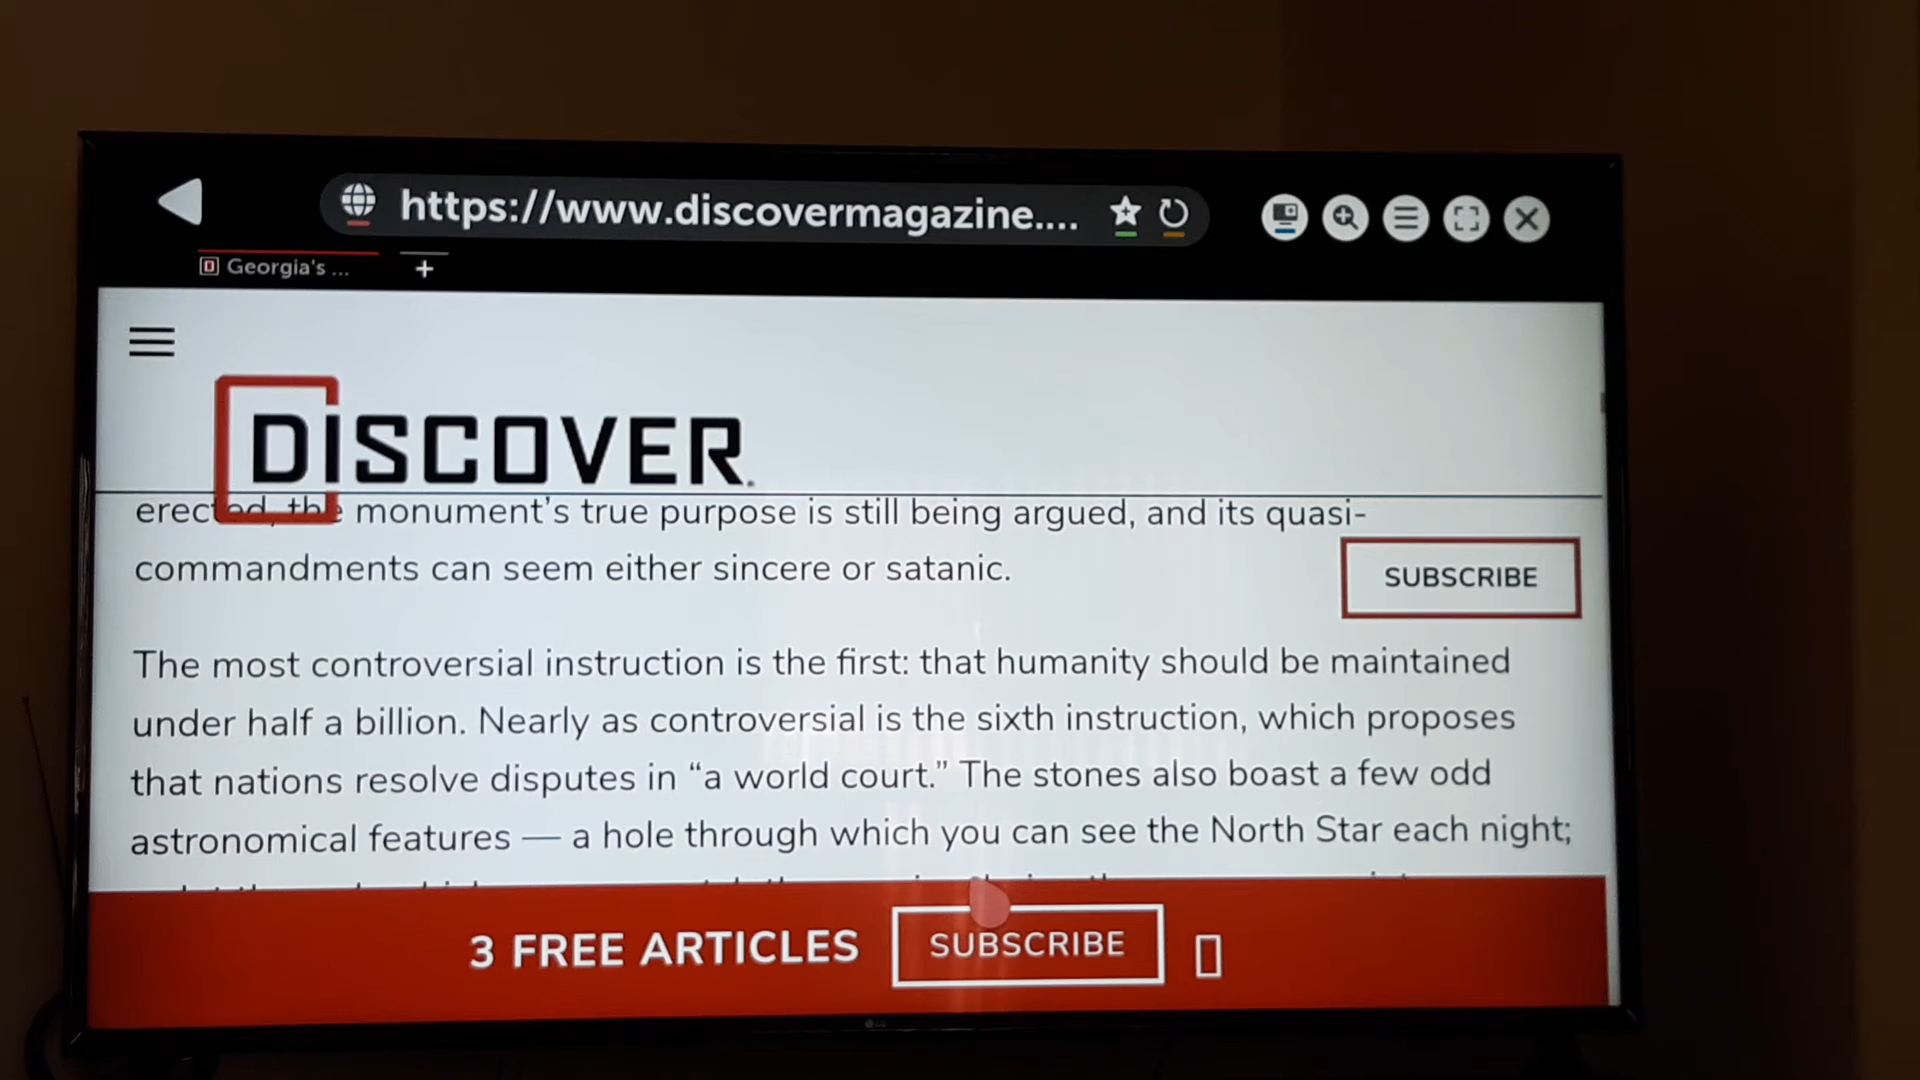 https://www.discovermagazine....
Georgia's ...
+
DISCOVER.
erected, the monument's true purpose is still being argued, and its quasi-
commandments can seem either sincere or satanic.
SUBSCRIBE
The most controversial instruction is the first: that humanity should be maintained
under half a billion. Nearly as controversial is the sixth instruction, which proposes
that nations resolve disputes in “a world court.” The stones also boast a few odd
astronomical features — a hole through which you can see the North Star each night;
3 FREE ARTICLES SUBSCRIBE
LG